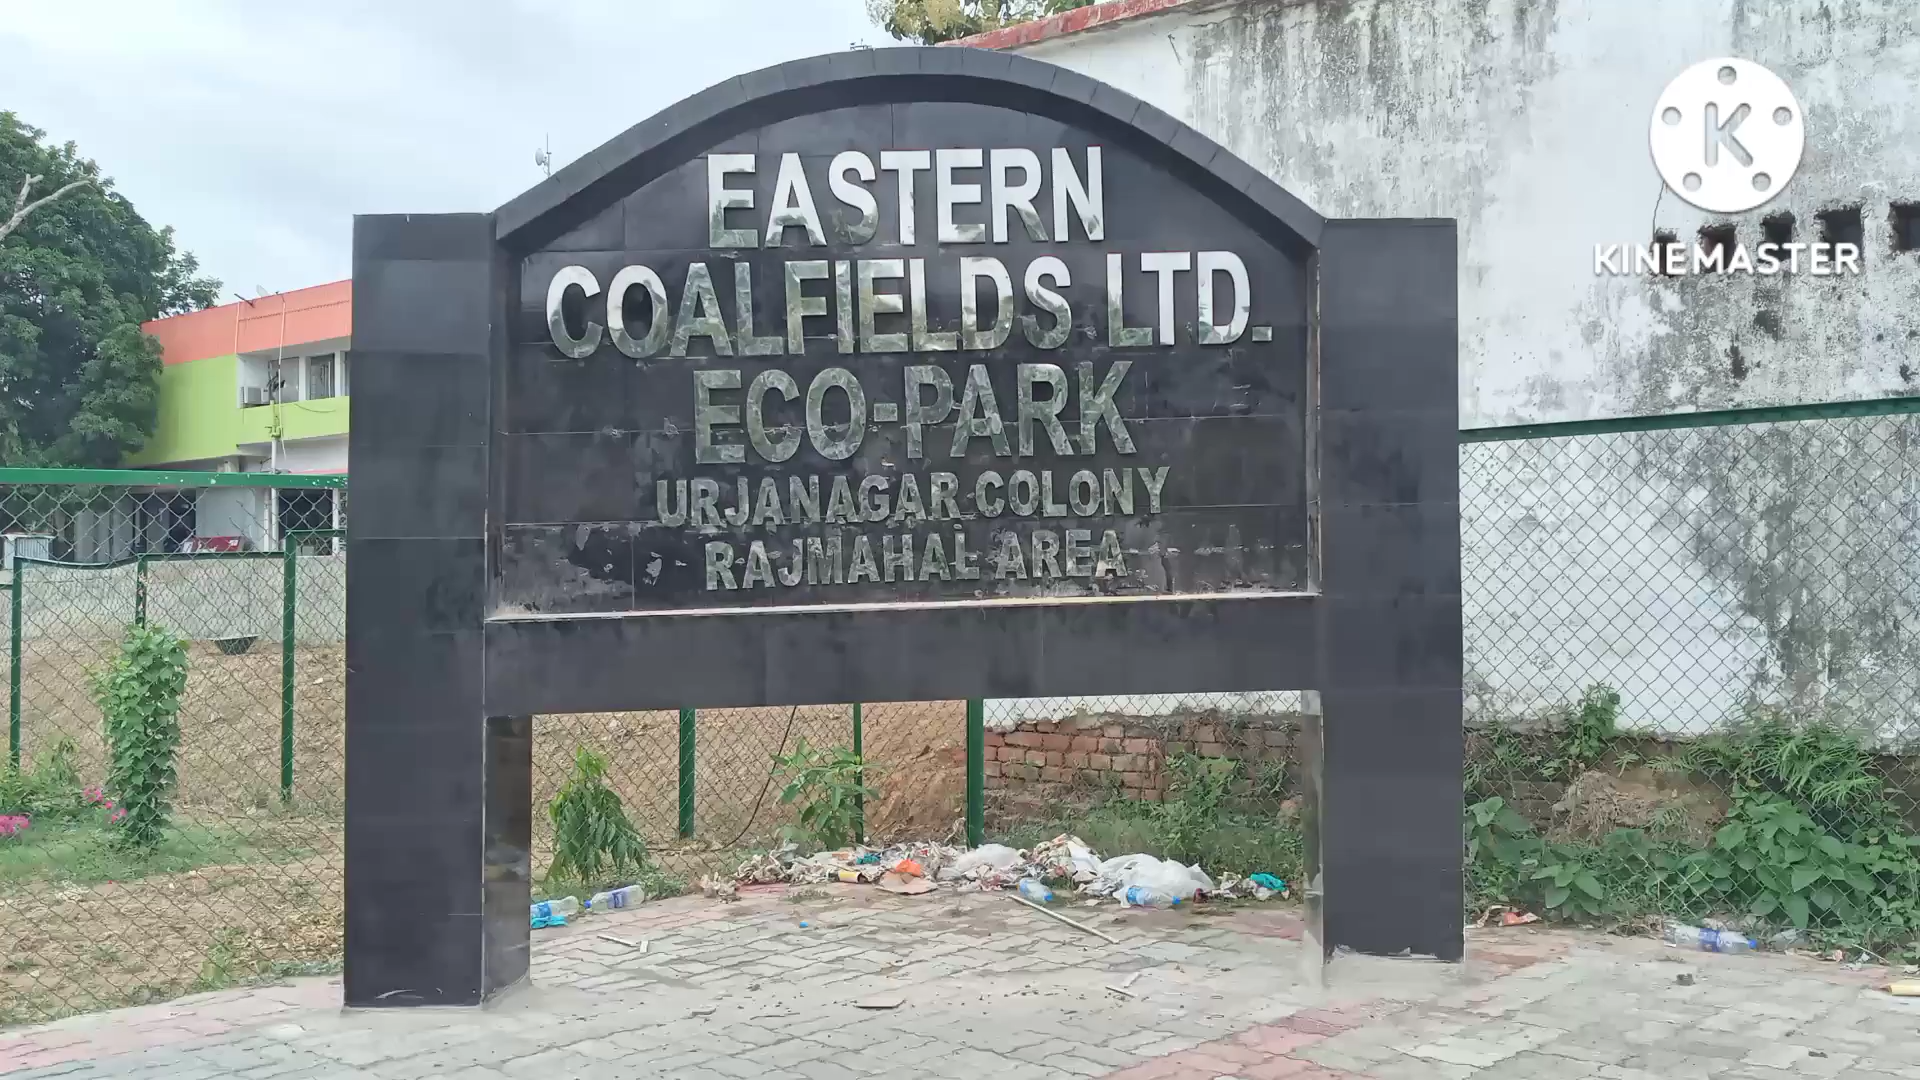 EASTERN
COALFIELDS LTD.
ECO-PARK
URJANAGAR COLONY
RAJMAHAL AREA
K
KINEMASTER